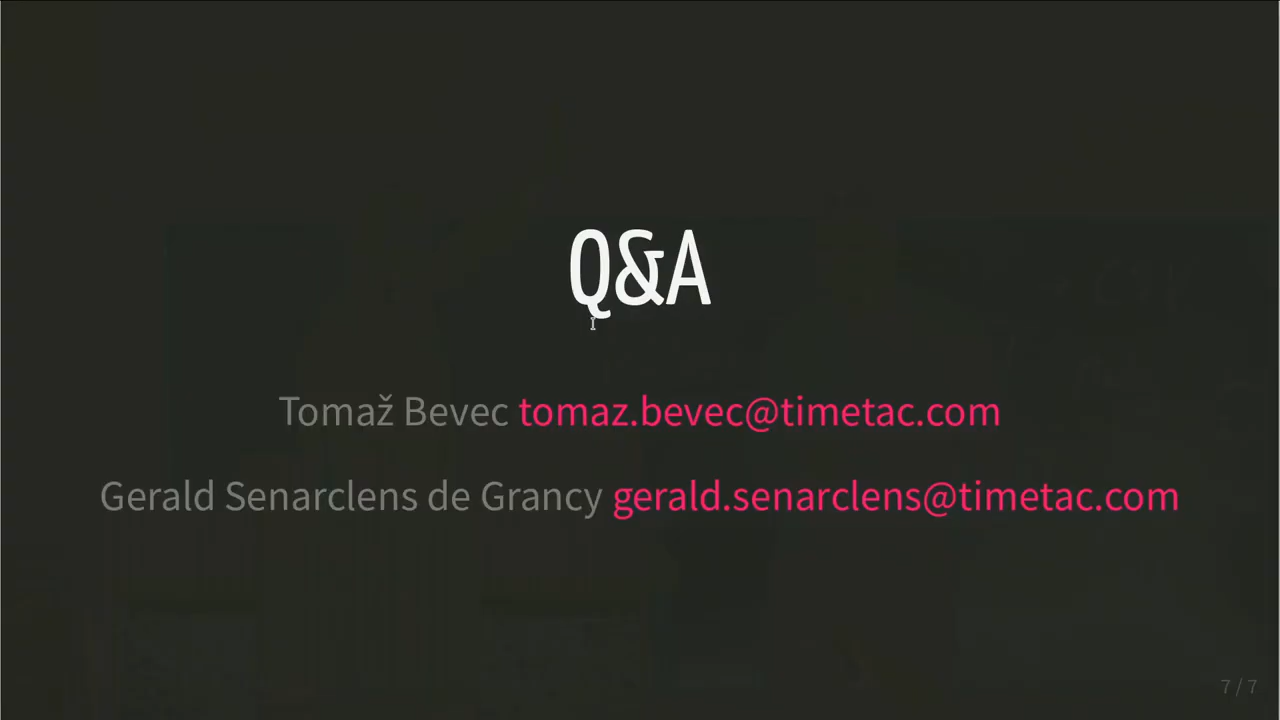 Q&A
Tomaž Bevec tomaz.bevec@timetac.com
Gerald Senarclens de Grancy gerald.senarclens@timetac.com
7 / 7